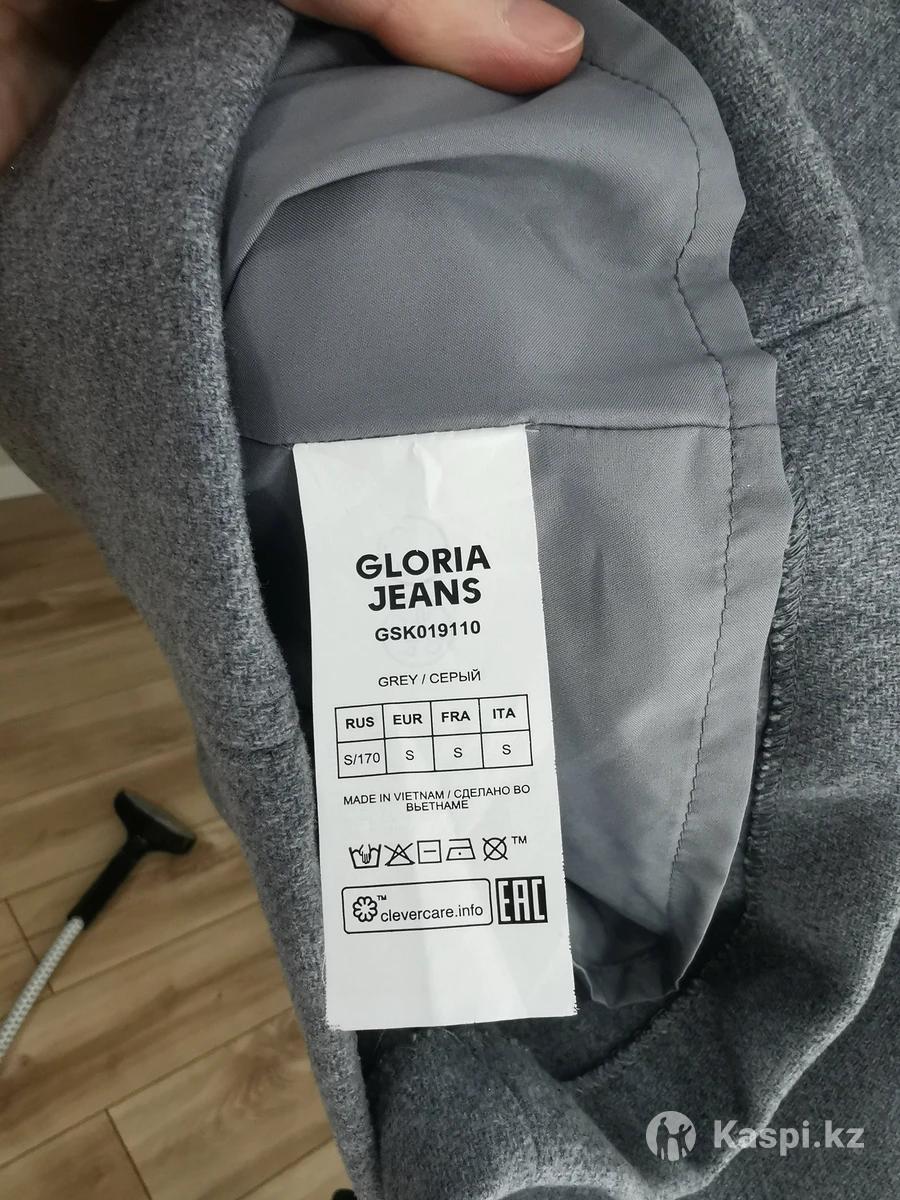 GLORIA
JEANS
GSK019110
GREY / СЕРЫЙ
RUS EUR FRA ITA
S/170 S S S
MADE IN VIETNAM / СДЕЛАНО ВО
ВЬЕТНАМЕ
TM
TM
clevercare.info
EAC
Kaspi.kz